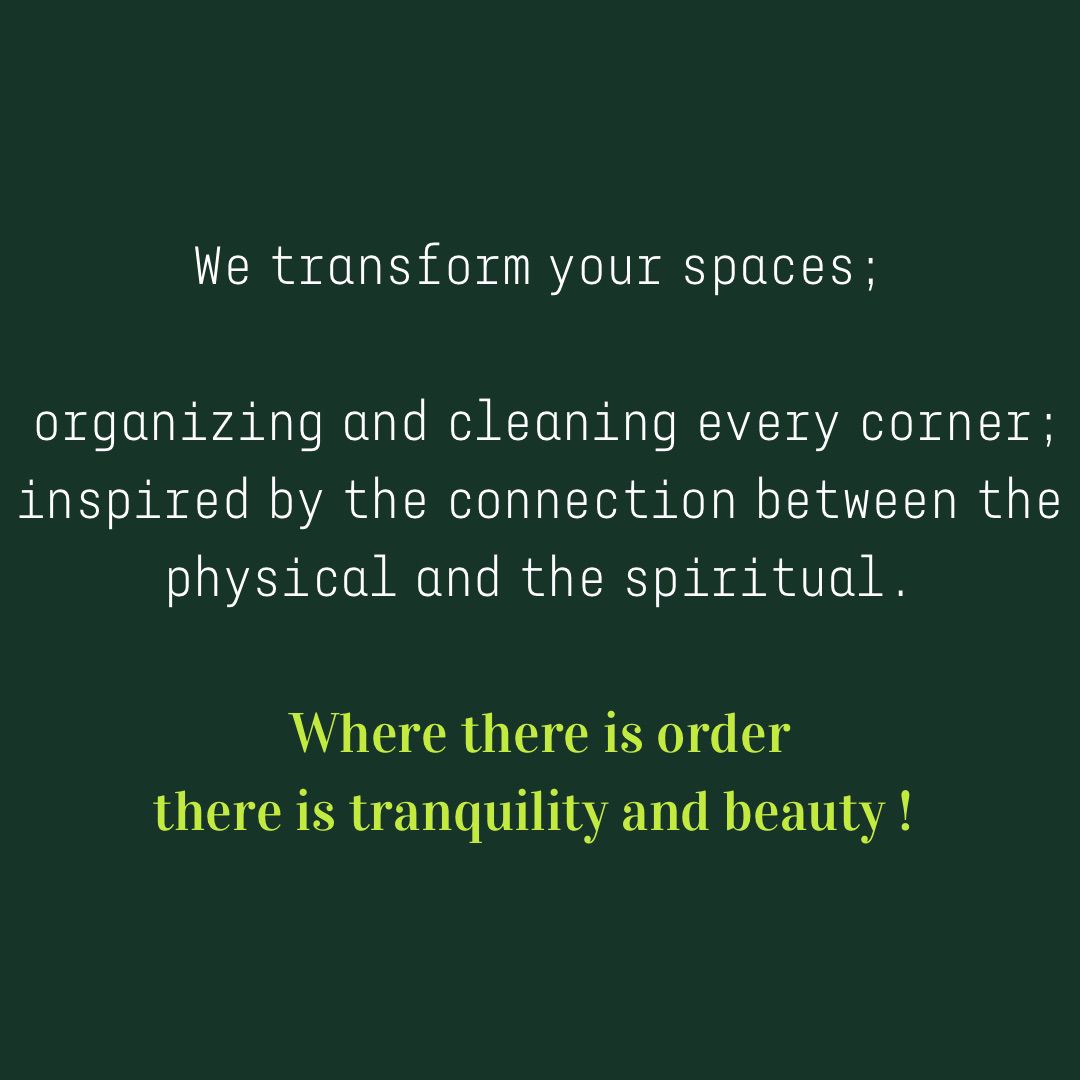 We transform your spaces;
organizing and cleaning every corner;
inspired by the connection between the
physical and the spiritual.
Where there is order
there is tranquility and beauty !